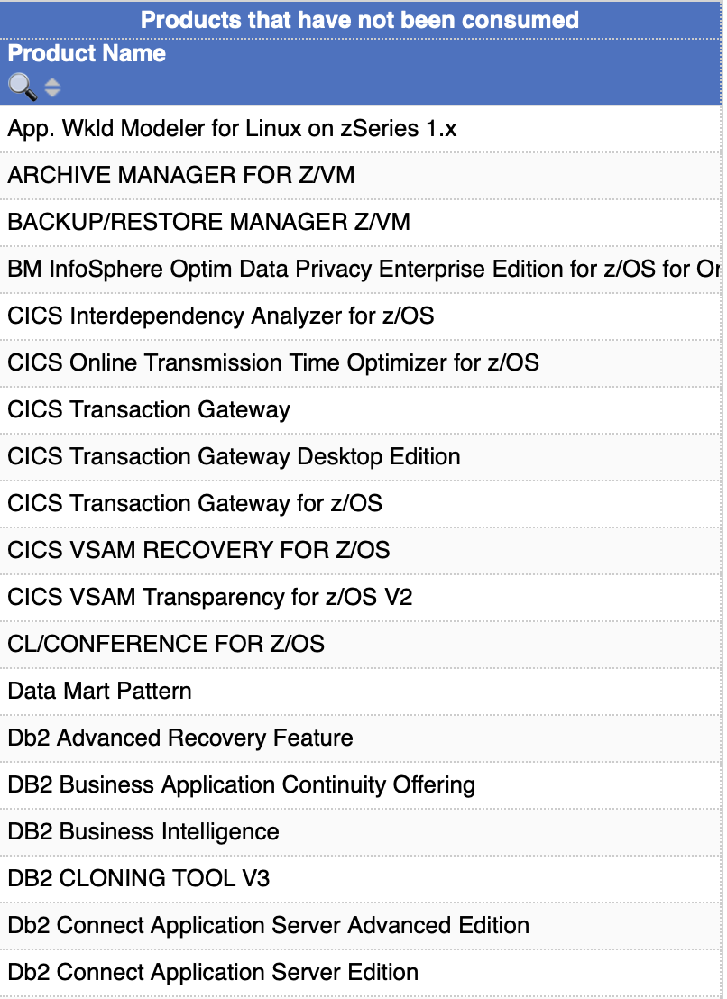 Products that have not been consumed
Product Name
App. Wkld Modeler for Linux on zSeries 1.x
ARCHIVE MANAGER FOR Z/VM
BACKUP/RESTORE MANAGER Z/VM
BM InfoSphere Optim Data Privacy Enterprise Edition for z/OS for
CICS Interdependency Analyzer for z/OS
CICS Online Transmission Time Optimizer for z/OS
CICS Transaction Gateway
CICS Transaction Gateway Desktop Edition
CICS Transaction Gateway for z/OS
CICS VSAM RECOVERY FOR Z/OS
CICS VSAM Transparency for z/OS V2
CL/CONFERENCE FOR Z/OS
Data Mart Pattern
Db2 Advanced Recovery Feature
DB2 Business Application Continuity Offering
DB2 Business Intelligence
DB2 CLONING TOOL V3
Db2 Connect Application Server Advanced Edition
Db2 Connect Application Server Edition